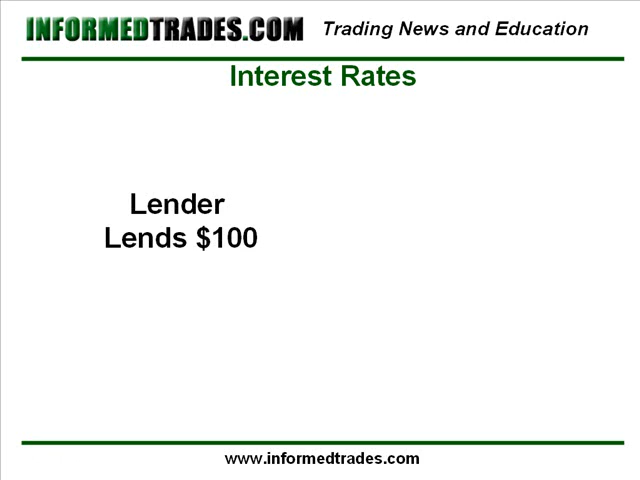 INFORMEDTRADES.COM Trading News and Education
Interest Rates
Lender
Lends $100
www.informedtrades.com